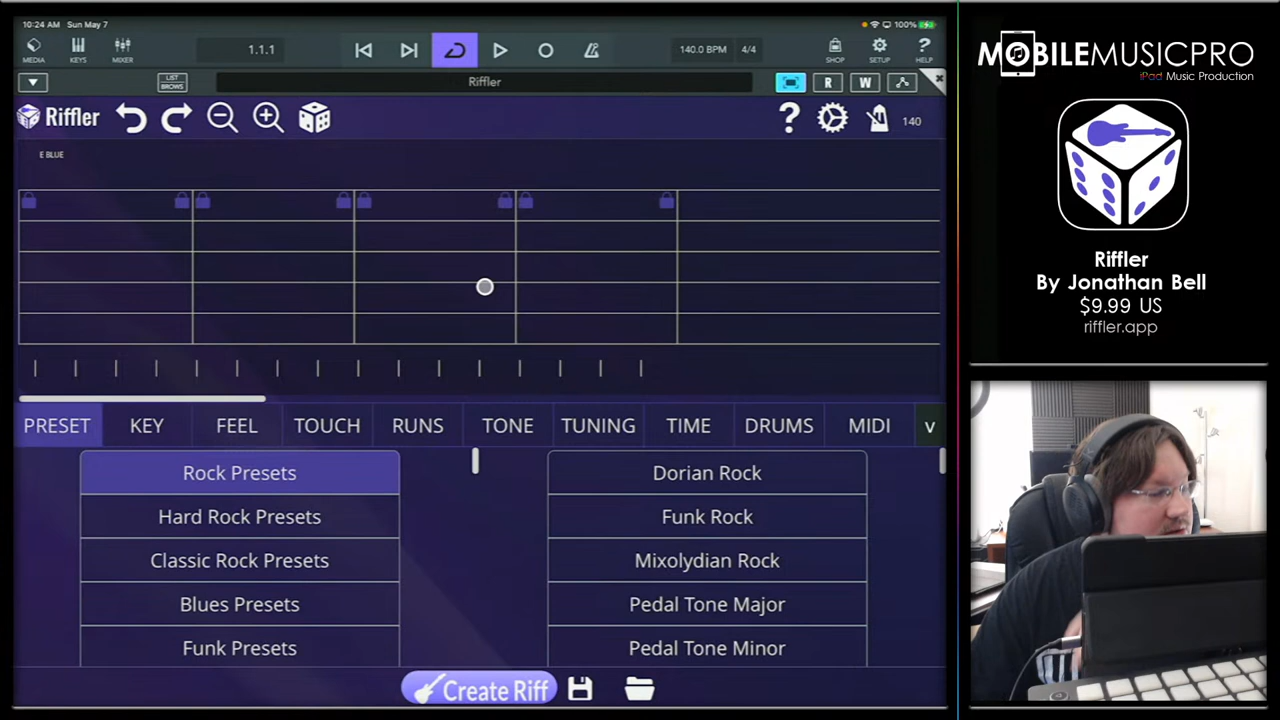 10:24 AM Sun May 7
100%
MEDIA KEYS MIXER
1.1.1
140.0 BPM 4/4
SHOP SETUP HELP
LIST BROWS
Riffler
R W
Riffler
? 140
E BLUE
PRESET KEY FEEL TOUCH RUNS TONE TUNING TIME DRUMS MIDI v
Rock Presets
Hard Rock Presets
Classic Rock Presets
Blues Presets
Funk Presets
Dorian Rock
Funk Rock
Mixolydian Rock
Pedal Tone Major
Pedal Tone Minor
Create Riff
MOBILEMUSICPRO
iPad Music Production
Riffler
By Jonathan Bell
$9.99 US
riffler.app